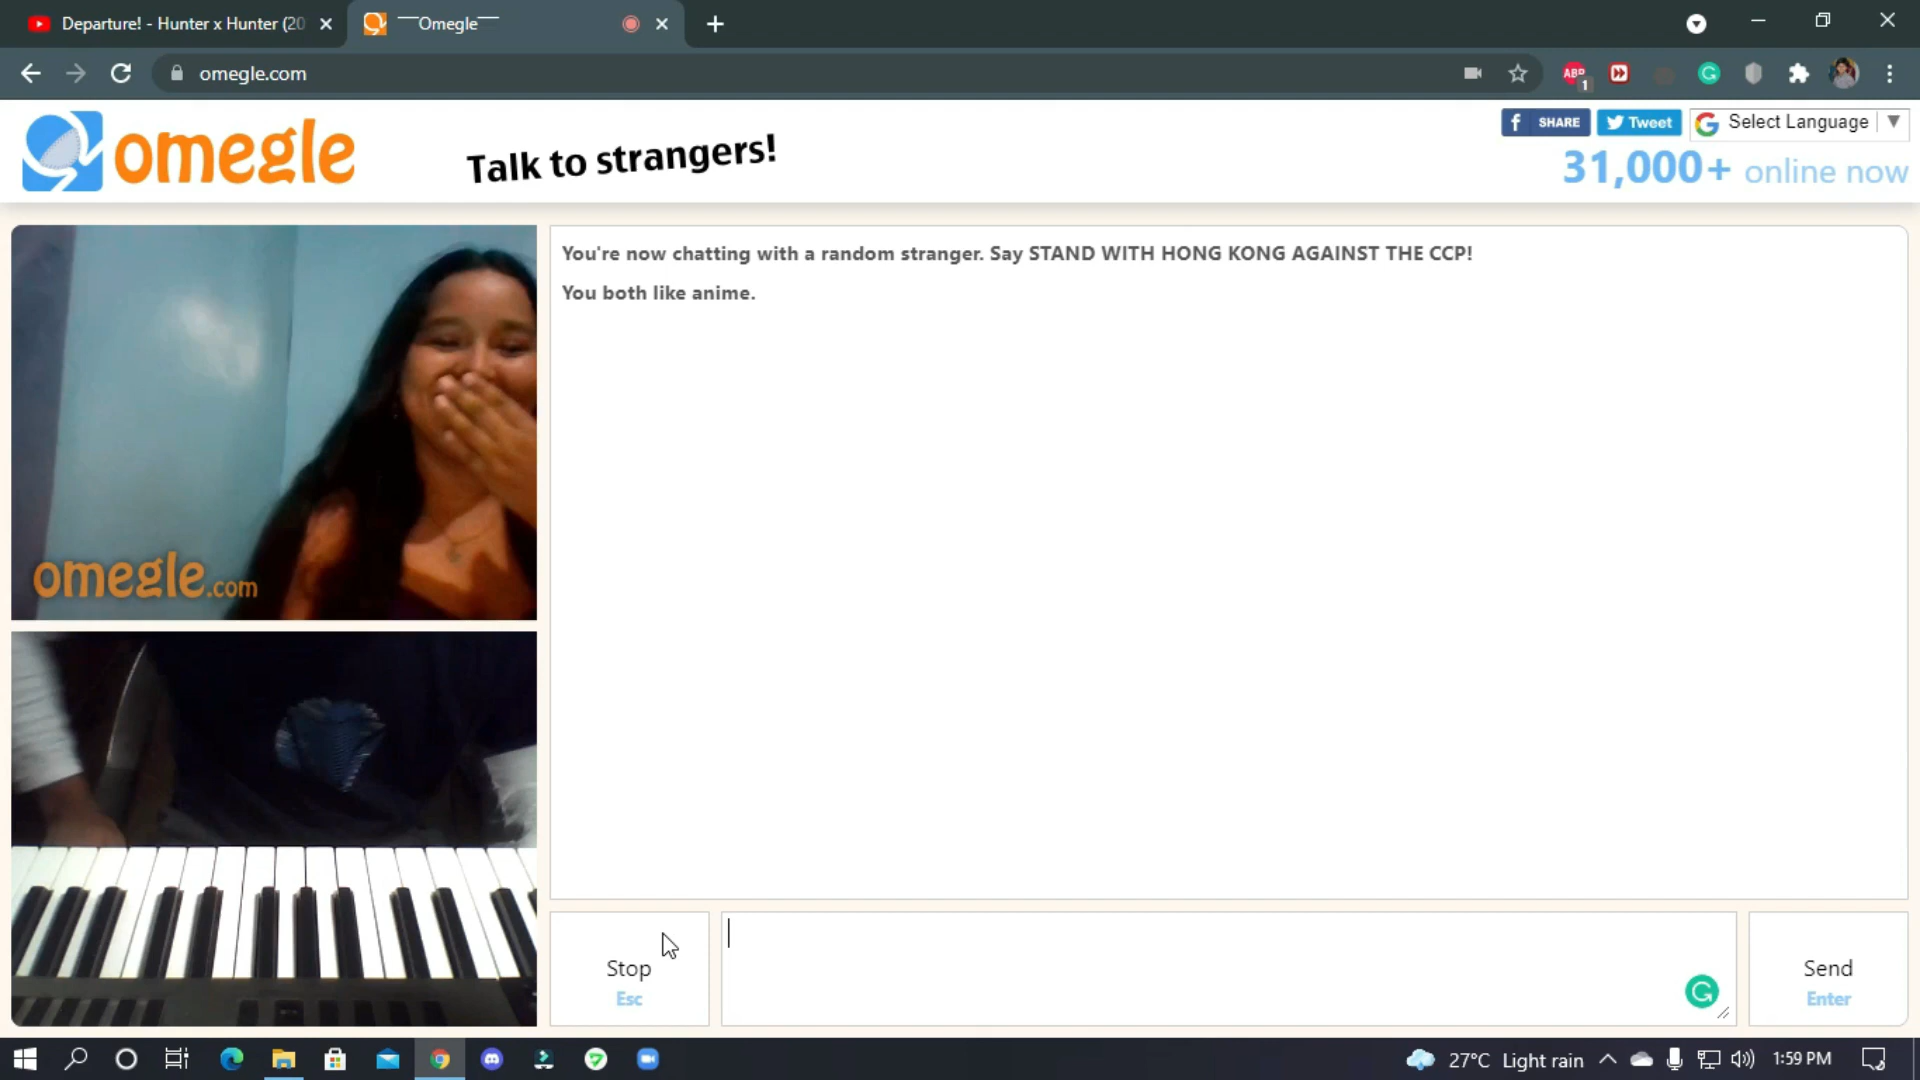 Departure! - Hunter x Hunter (20
Omegle
omegle.com
ABP
1
omegle
Talk to strangers!
f SHARE
Tweet
G Select Language ▼
31,000+ online now
You're now chatting with a random stranger. Say STAND WITH HONG KONG AGAINST THE CCP!
You both like anime.
omegle.com
Stop
Esc
Send
Enter
27°C Light rain
1:59 PM